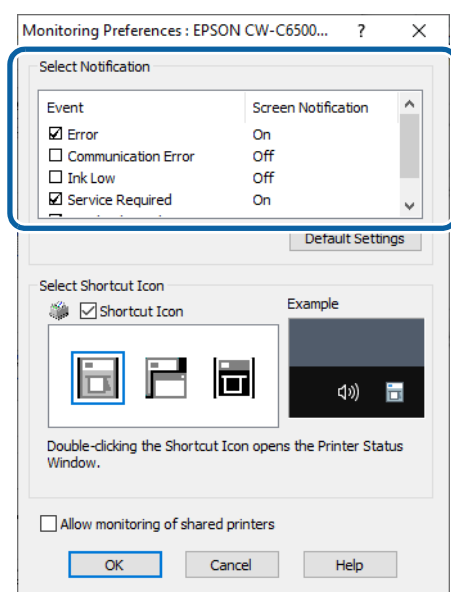 Monitoring Preferences : EPSON CW-C6500... ? ×
Select Notification
Event Screen Notification
Error On
Communication Error Off
Ink Low Off
Service Required On
Default Settings
Select Shortcut Icon
Shortcut Icon
Example
Double-clicking the Shortcut Icon opens the Printer Status
Window.
Allow monitoring of shared printers
OK Cancel Help